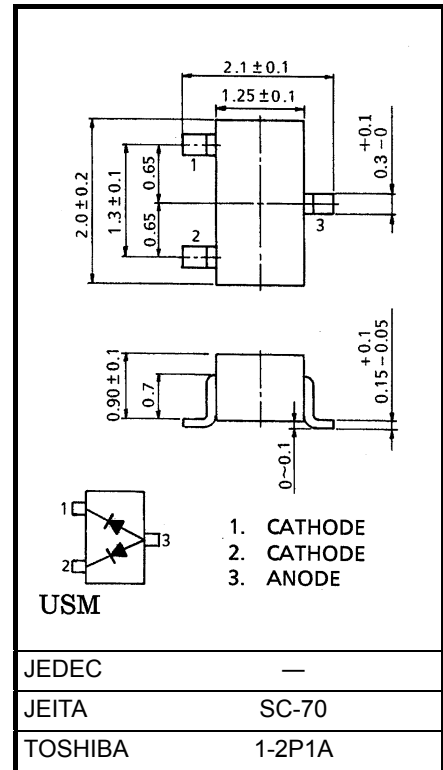 2.1±0.1
1.25±0.1
+0.1
0.3 −0
2.0±0.2
1.3±0.1
0.65
0.65
1
2
3
0.90±0.1
0.7
+0.1
0.15−0.05
0~0.1
1
2
3
1. CATHODE
2. CATHODE
3. ANODE
USM
JEDEC —
JEITA SC-70
TOSHIBA 1-2P1A